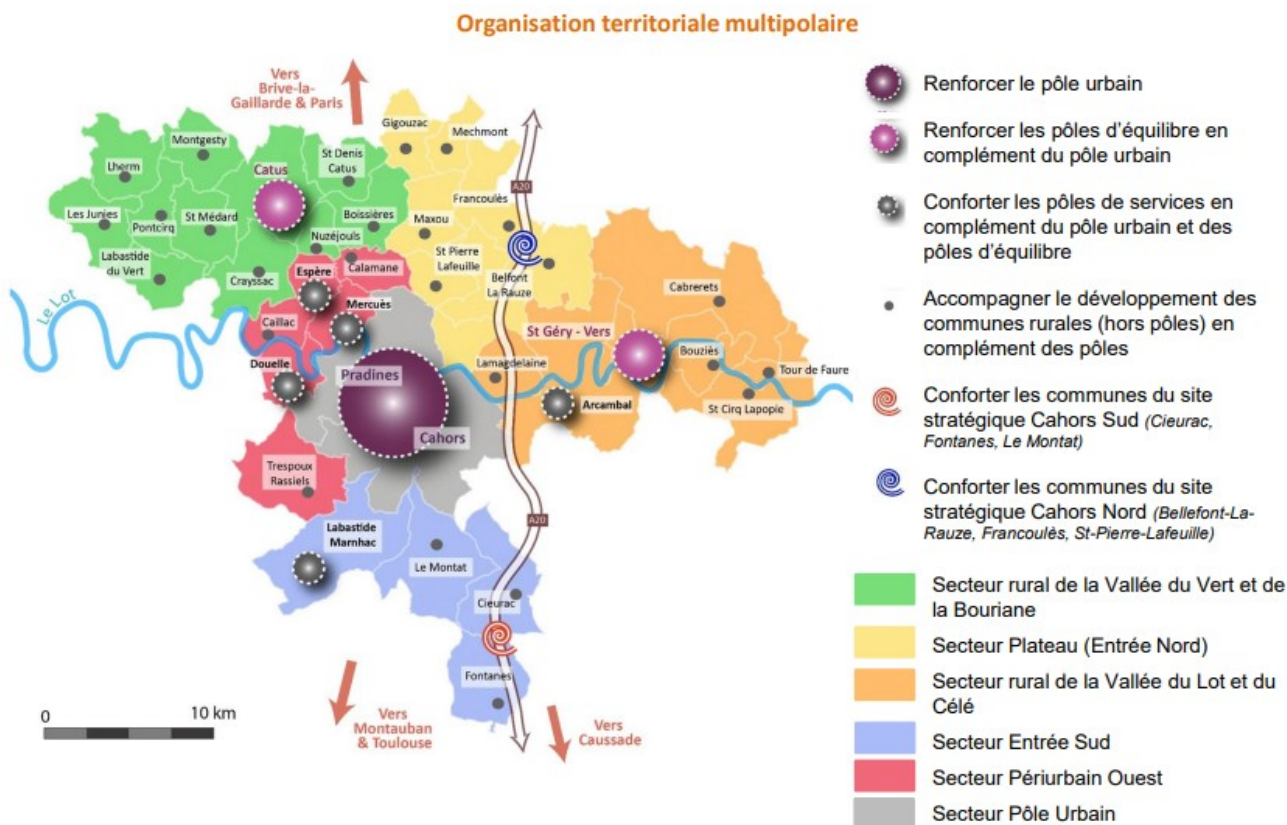 Organisation territoriale multipolaire
Vers
Brive-la-
Gaillarde & Paris
Gigouzac
Mechmont
Montgesty
Lherm
St Denis
Catus
Catus
A20
Francoulès
Les Junies
Pontcirq
St Médard
Boissières
Maxou
Nuzéjouls
St Pierre
Lafeuille
Labastide
du Vert
Crayssac
Calamane
Espère
Belfont
La Rauze
Cabrerets
Le Lot
Mercuès
Caillac
St Géry - Vers
Bouziès
Tour de Faure
Douelle
Pradines
Lamagdelaine
St Cirq Lapopie
Arcambal
Cahors
Trespoux
Rassiels
A20
Labastide
Marnhac
Le Montat
Cieurac
Fontanes
0
10 km
Vers
Montauban
& Toulouse
Vers
Caussade
Renforcer le pôle urbain
Renforcer les pôles d'équilibre en
complément du pôle urbain
Conforter les pôles de services en
complément du pôle urbain et des
pôles d'équilibre
Accompagner le développement des
communes rurales (hors pôles) en
complément des pôles
Conforter les communes du site
stratégique Cahors Sud (Cieurac,
Fontanes, Le Montat)
Conforter les communes du site
stratégique Cahors Nord (Bellefont-La-
Rauze, Francoulès, St-Pierre-Lafeuille)
Secteur rural de la Vallée du Vert et de
la Bouriane
Secteur Plateau (Entrée Nord)
Secteur rural de la Vallée du Lot et du
Célé
Secteur Entrée Sud
Secteur Périurbain Ouest
Secteur Pôle Urbain